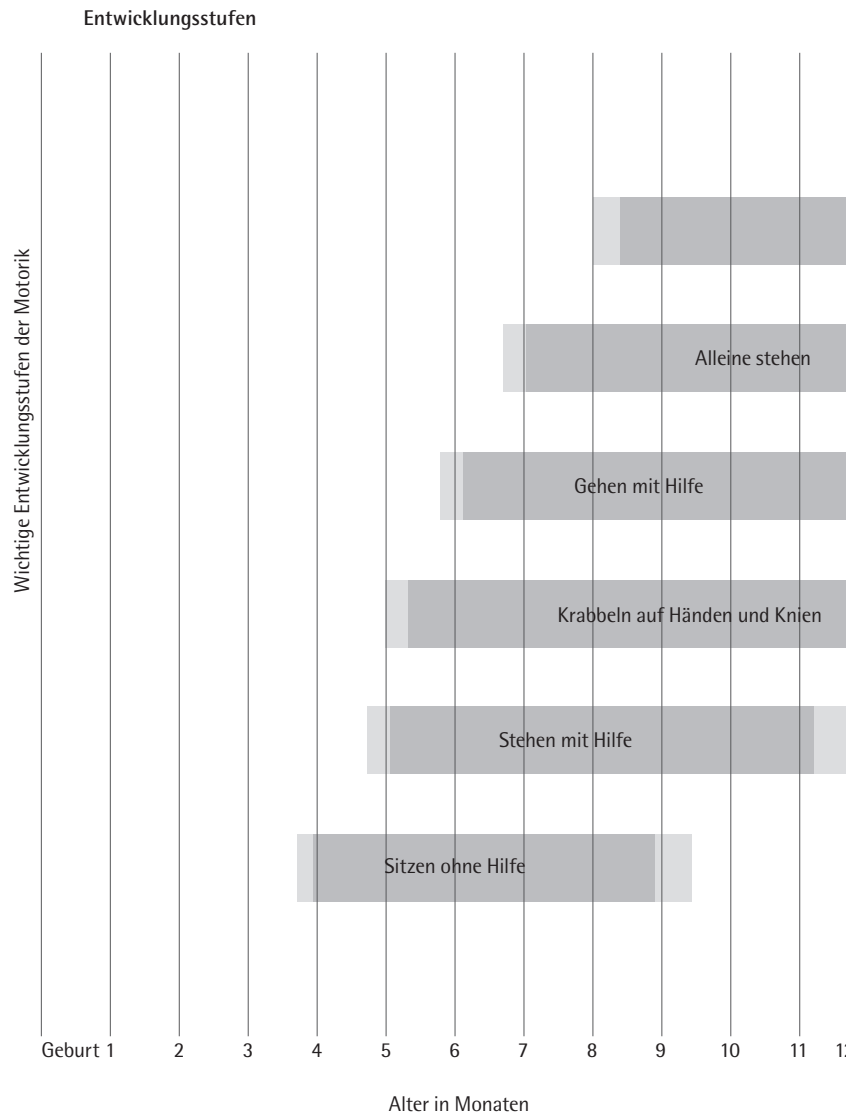 Entwicklungsstufen
Wichtige Entwicklungsstufen der Motorik
Alleine stehen
Gehen mit Hilfe
Krabbeln auf Händen und Knien
Stehen mit Hilfe
Sitzen ohne Hilfe
Geburt 1 2 3 4 5 6 7 8 9 10 11 12
Alter in Monaten